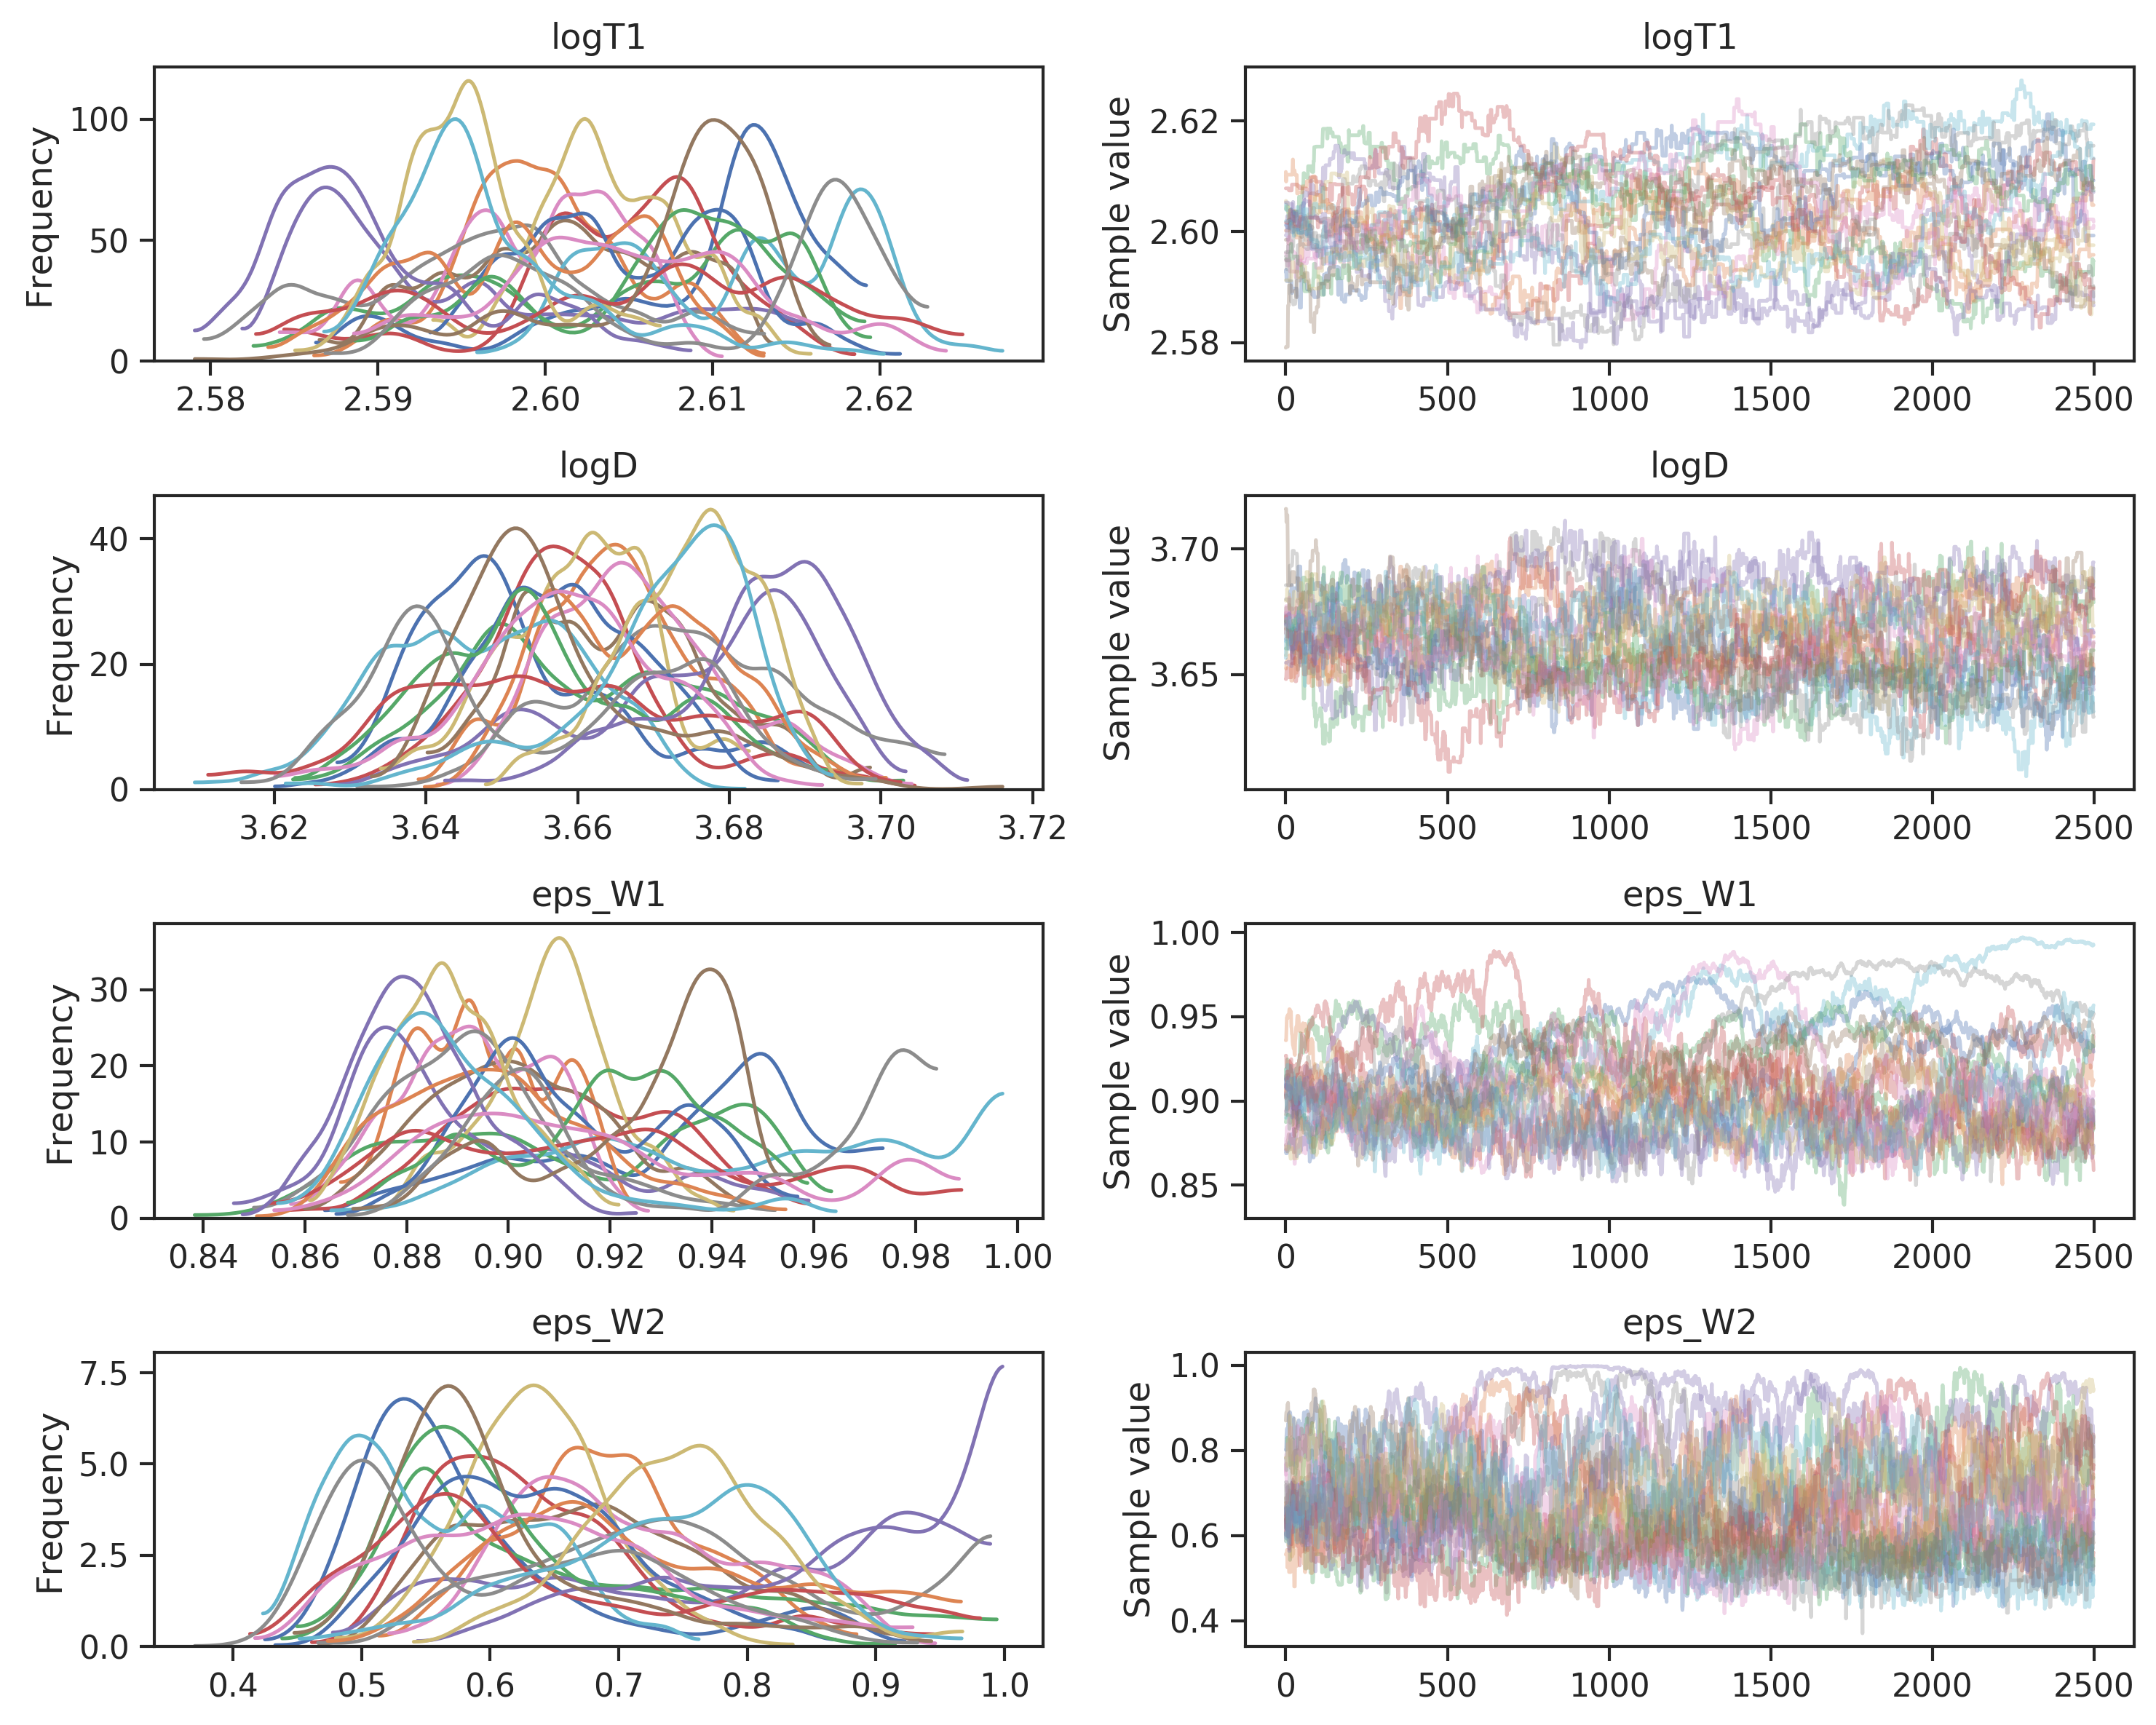 logT1
Frequency
100
50
0
2.58 2.59 2.60 2.61 2.62
logT1
Sample value
2.62
2.60
2.58
0 500 1000 1500 2000 2500
logD
Frequency
40
20
0
3.62 3.64 3.66 3.68 3.70 3.72
logD
Sample value
3.70
3.65
0 500 1000 1500 2000 2500
eps_W1
Frequency
30
20
10
0
0.84 0.86 0.88 0.90 0.92 0.94 0.96 0.98 1.00
eps_W1
Sample value
1.00
0.95
0.90
0.85
0 500 1000 1500 2000 2500
eps_W2
Frequency
7.5
5.0
2.5
0.0
0.4 0.5 0.6 0.7 0.8 0.9 1.0
eps_W2
Sample value
1.0
0.8
0.6
0.4
0 500 1000 1500 2000 2500